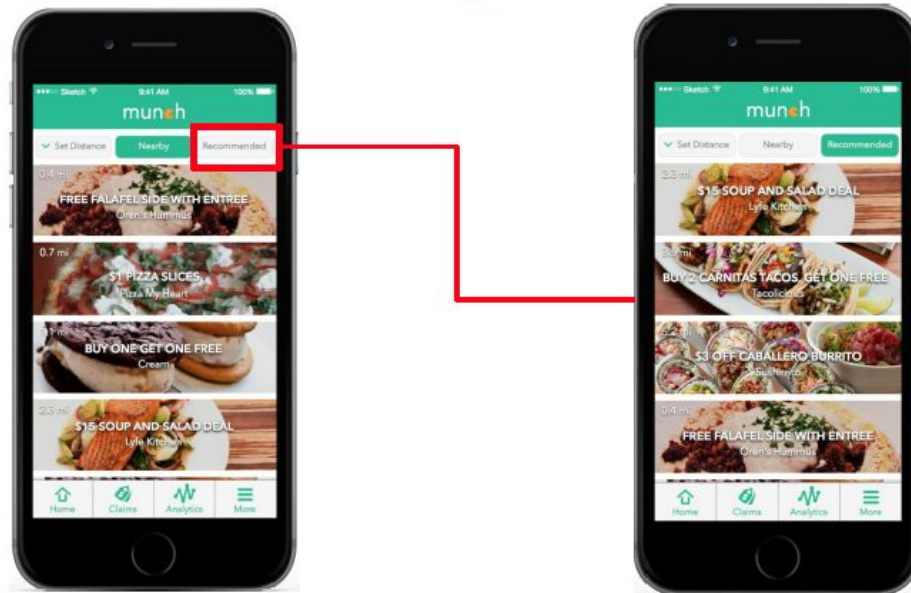 Sketch 9:41 AM 100%
munch
Set Distance Nearby Recommended
0.4 mi
FREE FALAFEL SIDE WITH ENTREE
Oren's Hummus
0.7 mi
$1 PIZZA SLICES
Pizza My Heart
BUY ONE GET ONE FREE
Cream
2.3 mi
$15 SOUP AND SALAD DEAL
Lyfe Kitchen
Home Claims Analytics More
Sketch 9:41 AM 100%
munch
Set Distance Nearby Recommended
2.3 mi
$15 SOUP AND SALAD DEAL
Lyfe Kitchen
mi
BUY 2 CARNITAS TACOS, GET ONE FREE
Tacolicious
mi
$3 OFF CABALLERO BURRITO
Sushirrito
0.4 mi
FREE FALAFEL SIDE WITH ENTREE
Oren's Hummus
Home Claims Analytics More